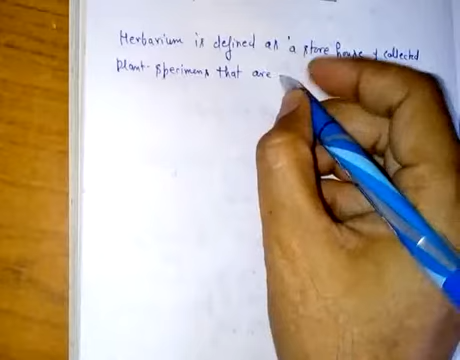 Herbarium is defined as 'a store house of collected
plant specimens that are